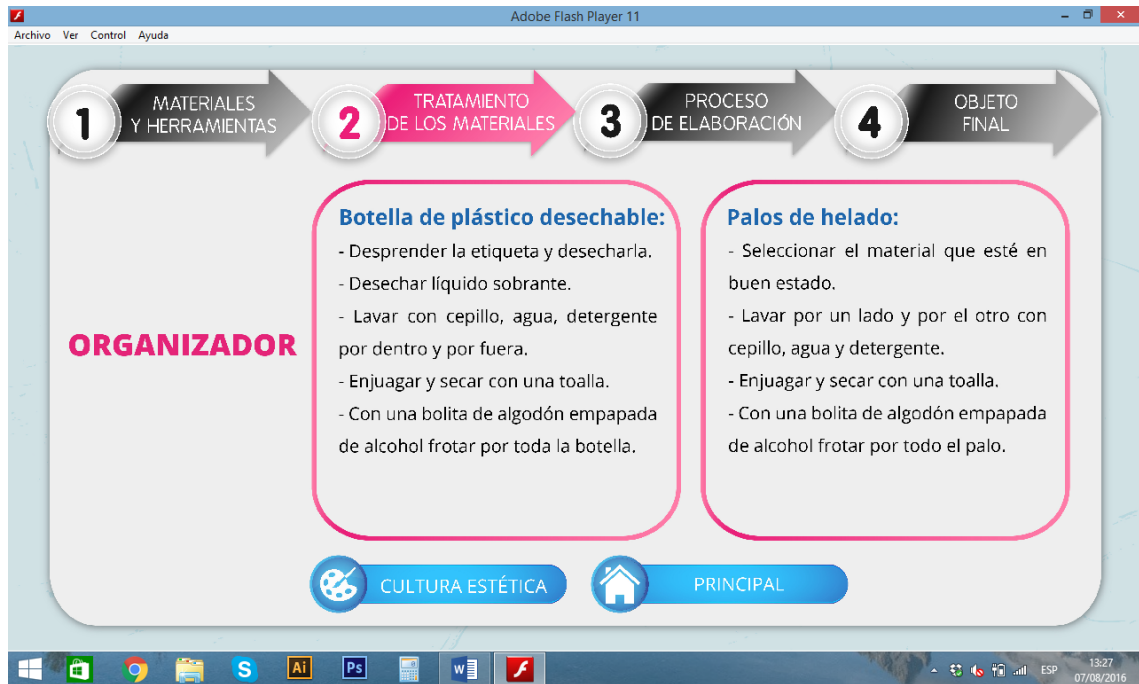 Adobe Flash Player 11
Archivo Ver Control Ayuda
1
MATERIALES
Y HERRAMIENTAS
2
TRATAMIENTO
DE LOS MATERIALES
3
PROCESO
DE ELABORACIÓN
4
OBJETO
FINAL
ORGANIZADOR
Botella de plástico desechable:
- Desprender la etiqueta y desecharla.
- Desechar líquido sobrante.
- Lavar con cepillo, agua, detergente
por dentro y por fuera.
- Enjuagar y secar con una toalla.
- Con una bolita de algodón empapada
de alcohol frotar por toda la botella.
Palos de helado:
- Seleccionar el material que esté en
buen estado.
- Lavar por un lado y por el otro con
cepillo, agua y detergente.
- Enjuagar y secar con una toalla.
- Con una bolita de algodón empapada
de alcohol frotar por todo el palo.
CULTURA ESTÉTICA
PRINCIPAL
S
Ai
Ps
W
ESP
13:27
07/08/2016